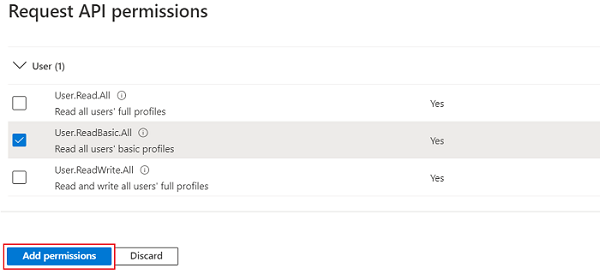 Request API permissions
User (1)
User.Read.All
Read all users' full profiles
Yes
User.ReadBasic.All
Read all users' basic profiles
Yes
User.ReadWrite.All
Read and write all users' full profiles
Yes
Add permissions
Discard